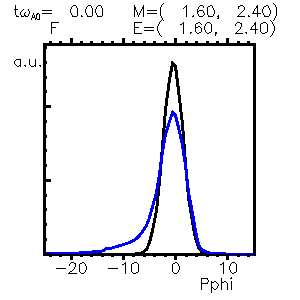 tω_A0= 0.00 M=( 1.60, 2.40)
F E=( 1.60, 2.40)
a.u.
-20 -10 0 10
Pphi